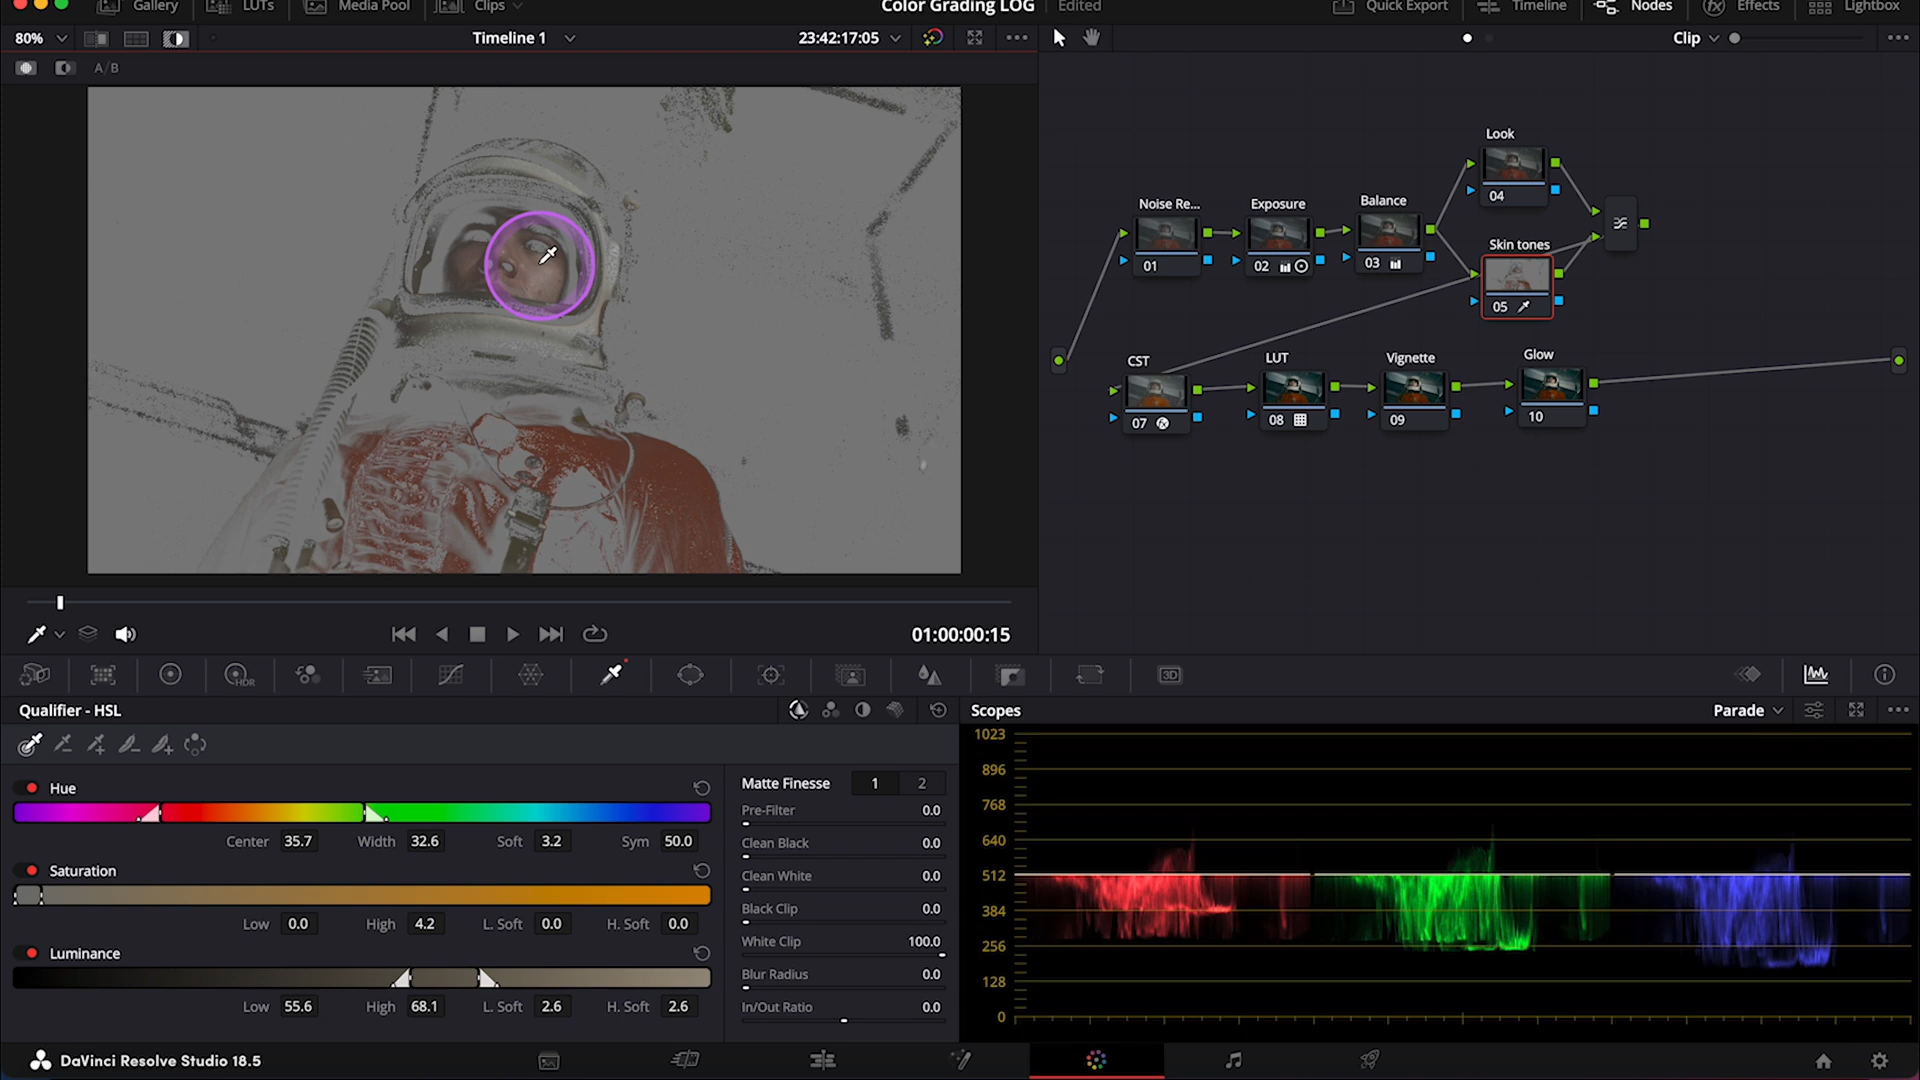 Gallery LUTs Media Pool Clips Color Grading LOG Edited Quick Export Timeline Nodes Effects Lightbox
80% Timeline 1 23:42:17:05 Clip
A/B
Look
04
Noise Re... Exposure Balance
01 02 03
Skin tones
05
CST LUT Vignette Glow
07 08 09 10
01:00:00:15
HDR 3D
Qualifier - HSL
Scopes Parade
Hue
Center 35.7 Width 32.6 Soft 3.2 Sym 50.0
Saturation
Low 0.0 High 4.2 L. Soft 0.0 H. Soft 0.0
Luminance
Low 55.6 High 68.1 L. Soft 2.6 H. Soft 2.6
Matte Finesse 1 2
Pre-Filter 0.0
Clean Black 0.0
Clean White 0.0
Black Clip 0.0
White Clip 100.0
Blur Radius 0.0
In/Out Ratio 0.0
1023
896
768
640
512
384
256
128
0
DaVinci Resolve Studio 18.5